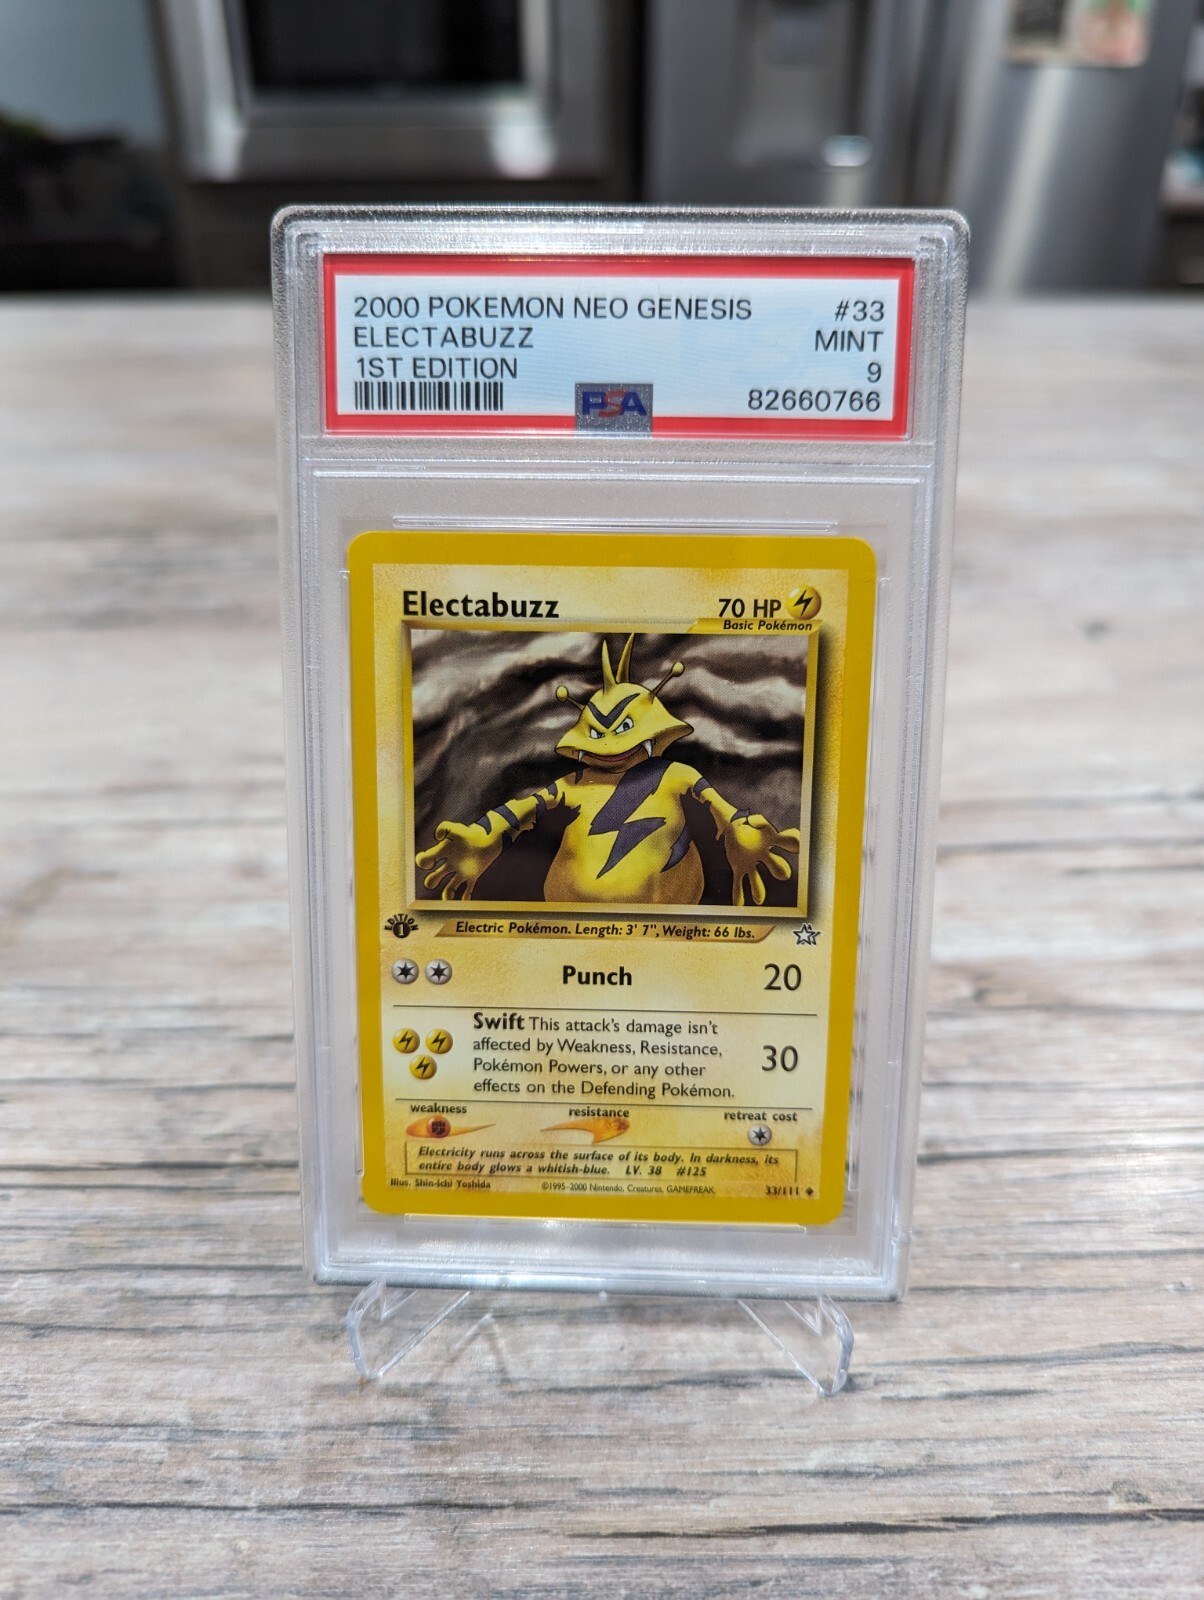 2000 POKEMON NEO GENESIS #33
ELECTABUZZ MINT
1ST EDITION 9
PSA 82660766
Electabuzz 70 HP
Basic Pokémon
EDITION 1
Electric Pokémon. Length: 3' 7", Weight: 66 lbs.
Punch 20
Swift This attack's damage isn't
affected by Weakness, Resistance,
Pokémon Powers, or any other
effects on the Defending Pokémon.
30
weakness resistance retreat cost
Electricity runs across the surface of its body. In darkness, its
entire body glows a whitish-blue. LV. 38 #125
Illus. Shin-ichi Yoshida ©1995-2000 Nintendo, Creatures, GAMEFREAK. 33/111